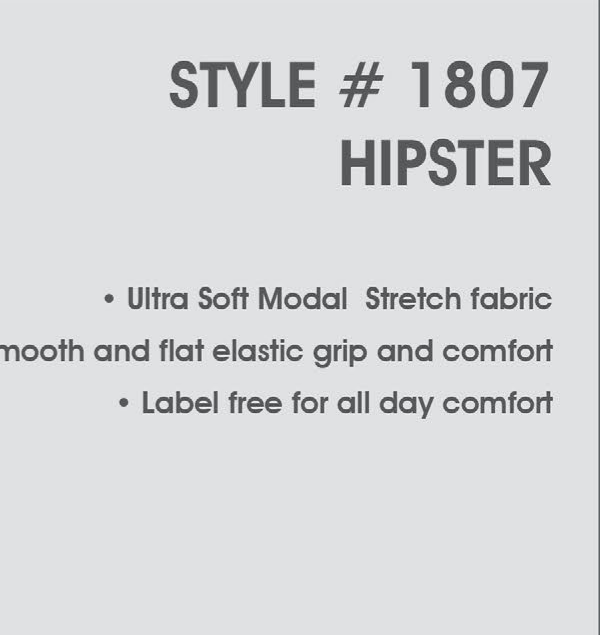 STYLE # 1807
HIPSTER
• Ultra Soft Modal Stretch fabric
mooth and flat elastic grip and comfort
• Label free for all day comfort